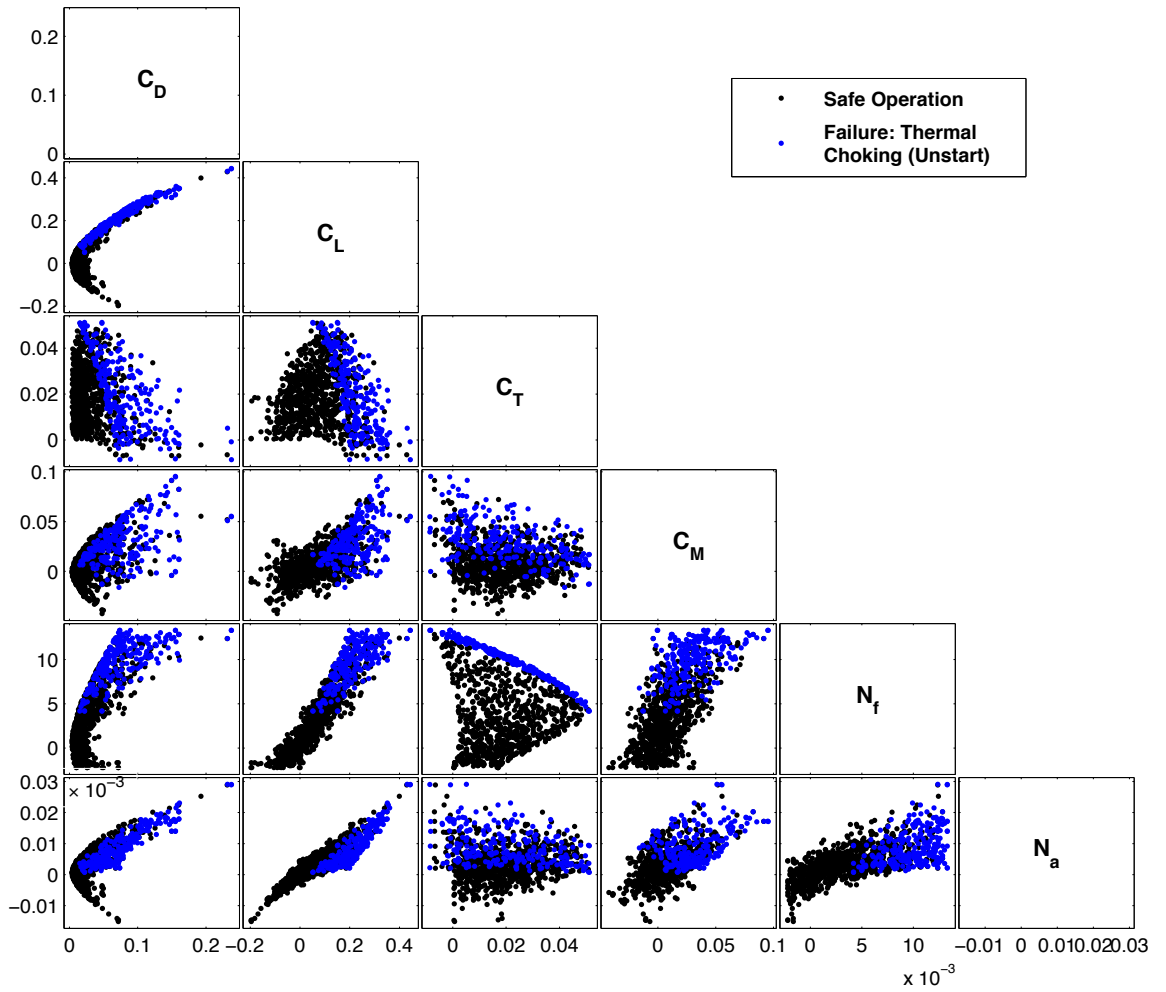 0.2
C_D
0.1
0
Safe Operation
Failure: Thermal
Choking (Unstart)
0.4
0.2
C_L
0
−0.2
0.04
0.02
C_T
0
0.1
0.05
C_M
0
10
5
N_f
0
0.03
× 10⁻³
0.02
0.01
N_a
0
−0.01
0 0.1 0.2 −0.2 0 0.2 0.4 0 0.02 0.04 0 0.05 0.1 0 5 10 −0.01 0 0.01 0.02 0.03
x 10⁻³